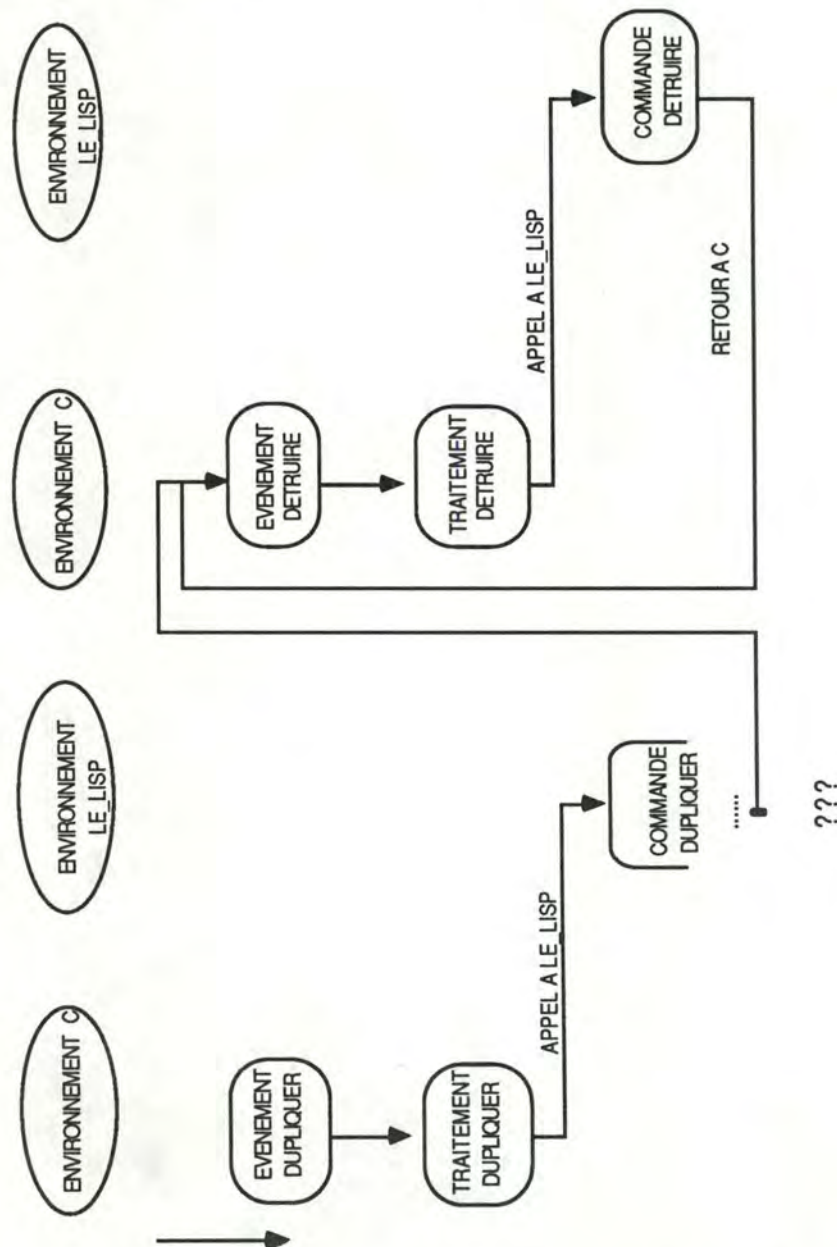 ENVIRONNEMENT C
ENVIRONNEMENT
LE_LISP
ENVIRONNEMENT C
ENVIRONNEMENT
LE_LISP
EVENEMENT
DUPLIQUER
TRAITEMENT
DUPLIQUER
APPEL A LE_LISP
COMMANDE
DUPLIQUER
......
???
EVENEMENT
DETRUIRE
TRAITEMENT
DETRUIRE
APPEL A LE_LISP
COMMANDE
DETRUIRE
RETOUR A C